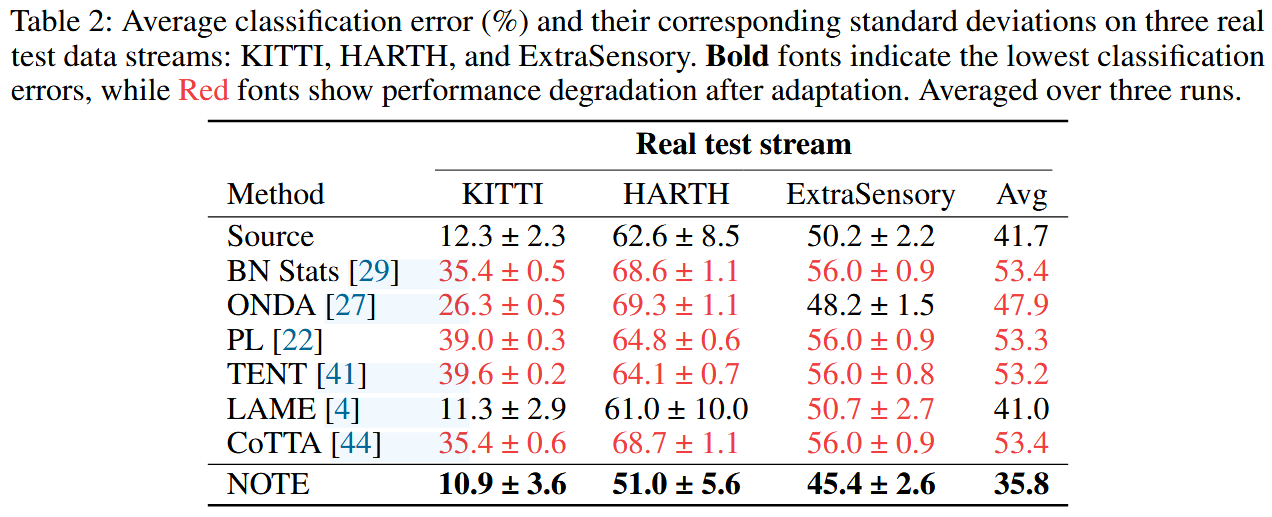 Table 2: Average classification error (%) and their corresponding standard deviations on three real
test data streams: KITTI, HARTH, and ExtraSensory. Bold fonts indicate the lowest classification
errors, while Red fonts show performance degradation after adaptation. Averaged over three runs.
Real test stream
Method KITTI HARTH ExtraSensory Avg
Source 12.3 ± 2.3 62.6 ± 8.5 50.2 ± 2.2 41.7
BN Stats [29] 35.4 ± 0.5 68.6 ± 1.1 56.0 ± 0.9 53.4
ONDA [27] 26.3 ± 0.5 69.3 ± 1.1 48.2 ± 1.5 47.9
PL [22] 39.0 ± 0.3 64.8 ± 0.6 56.0 ± 0.9 53.3
TENT [41] 39.6 ± 0.2 64.1 ± 0.7 56.0 ± 0.8 53.2
LAME [4] 11.3 ± 2.9 61.0 ± 10.0 50.7 ± 2.7 41.0
CoTTA [44] 35.4 ± 0.6 68.7 ± 1.1 56.0 ± 0.9 53.4
NOTE 10.9 ± 3.6 51.0 ± 5.6 45.4 ± 2.6 35.8